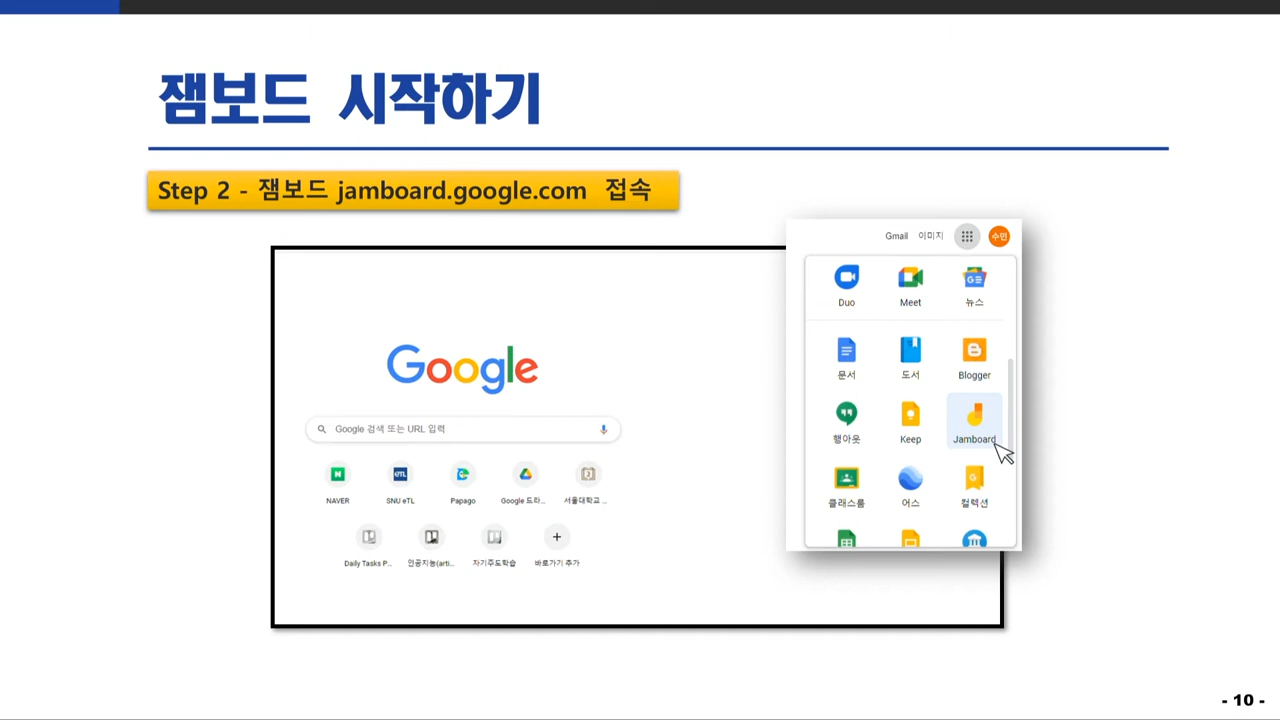 잼보드 시작하기
Step 2 - 잼보드 jamboard.google.com 접속
Gmail 이미지 수민
Duo Meet 뉴스
문서 도서 Blogger
행아웃 Keep Jamboard
클래스룸 어스 컬렉션
Google
Google 검색 또는 URL 입력
NAVER SNU eTL Papago Google 드라... 서울대학교 ...
Daily Tasks P... 인공지능(arti... 자기주도학습 바로가기 추가
- 10 -